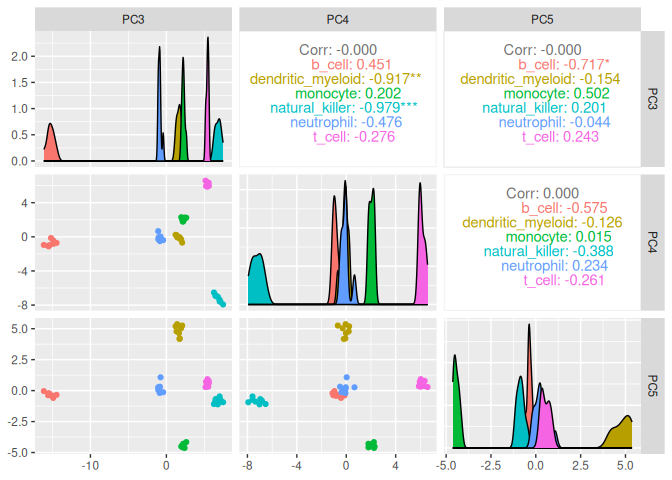 PC3 PC4 PC5
Corr: -0.000
b_cell: 0.451
dendritic_myeloid: -0.917**
monocyte: 0.202
natural_killer: -0.979***
neutrophil: -0.476
t_cell: -0.276
Corr: -0.000
b_cell: -0.717*
dendritic_myeloid: -0.154
monocyte: 0.502
natural_killer: 0.201
neutrophil: -0.044
t_cell: 0.243
2.0
1.5
1.0
0.5
0.0
PC3
Corr: 0.000
b_cell: -0.575
dendritic_myeloid: -0.126
monocyte: 0.015
natural_killer: -0.388
neutrophil: 0.234
t_cell: -0.261
4
0
-4
-8
PC4
5.0
2.5
0.0
-2.5
-5.0
PC5
-10 0
-8 -4 0 4
-5.0 -2.5 0.0 2.5 5.0